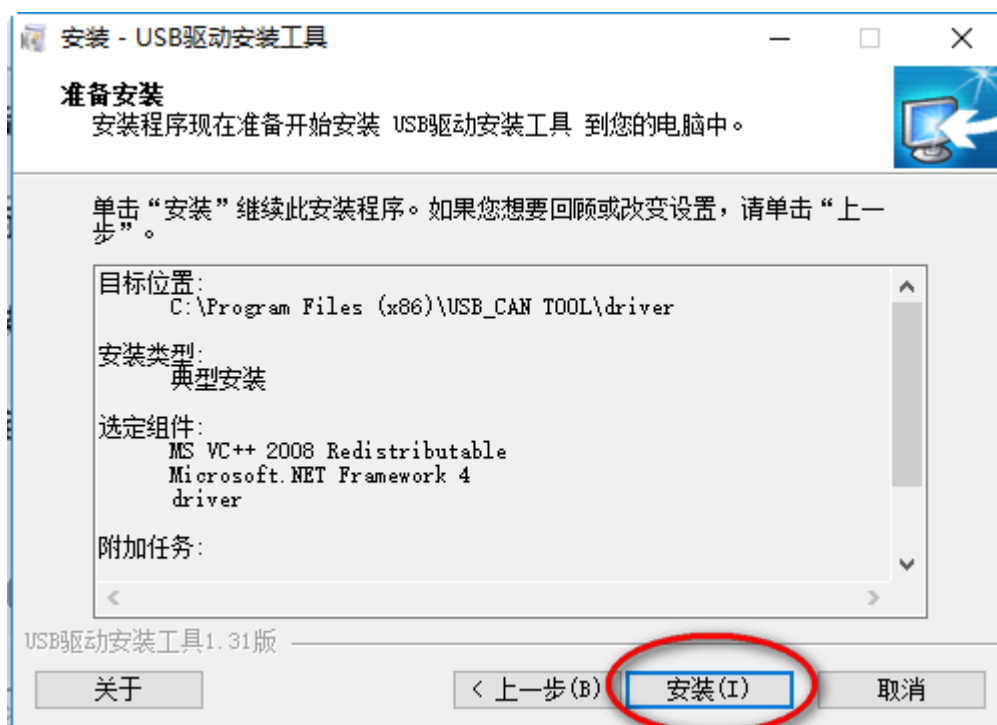 安装 - USB驱动安装工具
准备安装
安装程序现在准备开始安装 USB驱动安装工具 到您的电脑中。
单击“安装”继续此安装程序。如果您想要回顾或改变设置，请单击“上一
步”。
目标位置:
C:\Program Files (x86)\USB_CAN TOOL\driver
安装类型:
典型安装
选定组件:
MS VC++ 2008 Redistributable
Microsoft.NET Framework 4
driver
附加任务:
USB驱动安装工具1.31版
关于
< 上一步(B)
安装(I)
取消